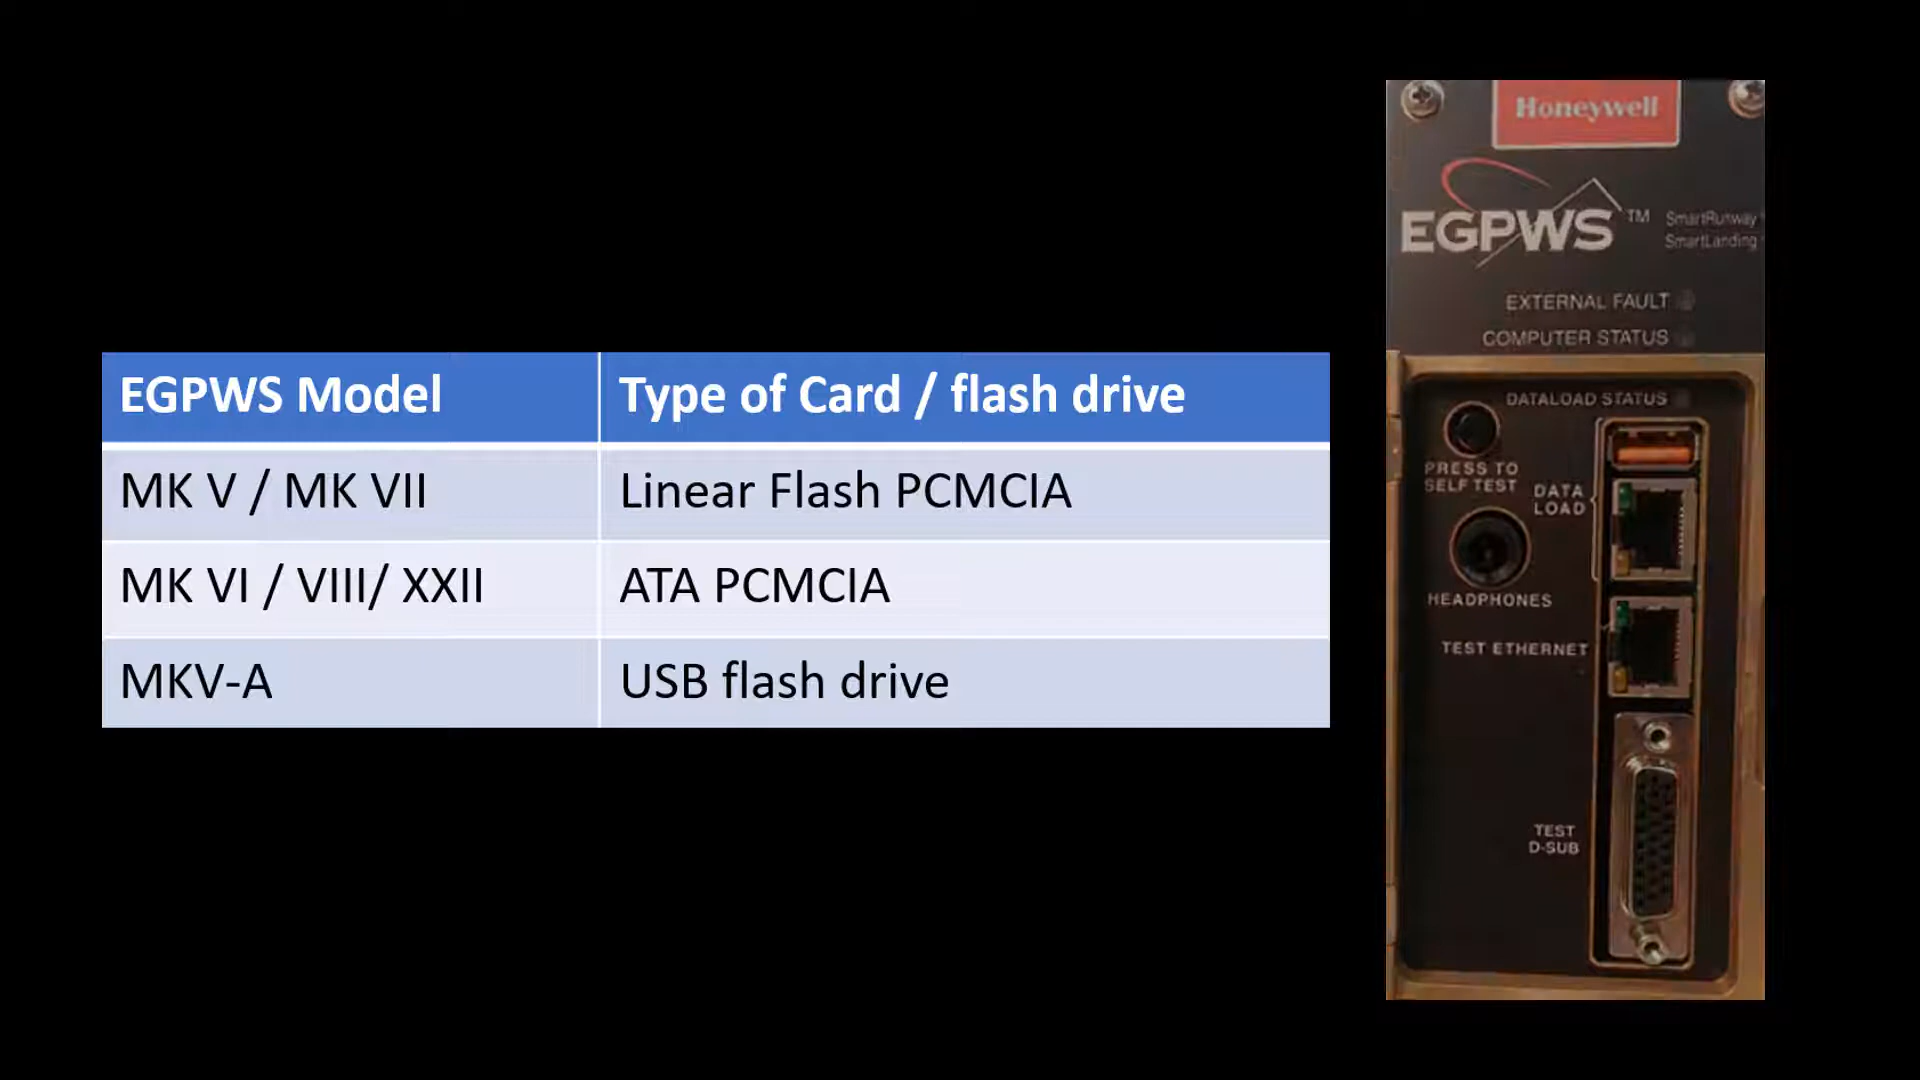 EGPWS Model
Type of Card / flash drive
MK V / MK VII
Linear Flash PCMCIA
MK VI / VIII/ XXII
ATA PCMCIA
MKV-A
USB flash drive
Honeywell
EGPWS™
SmartRunway
SmartLanding
EXTERNAL FAULT
COMPUTER STATUS
DATALOAD STATUS
PRESS TO
SELF TEST
DATA
LOAD
HEADPHONES
TEST ETHERNET
TEST
D-SUB